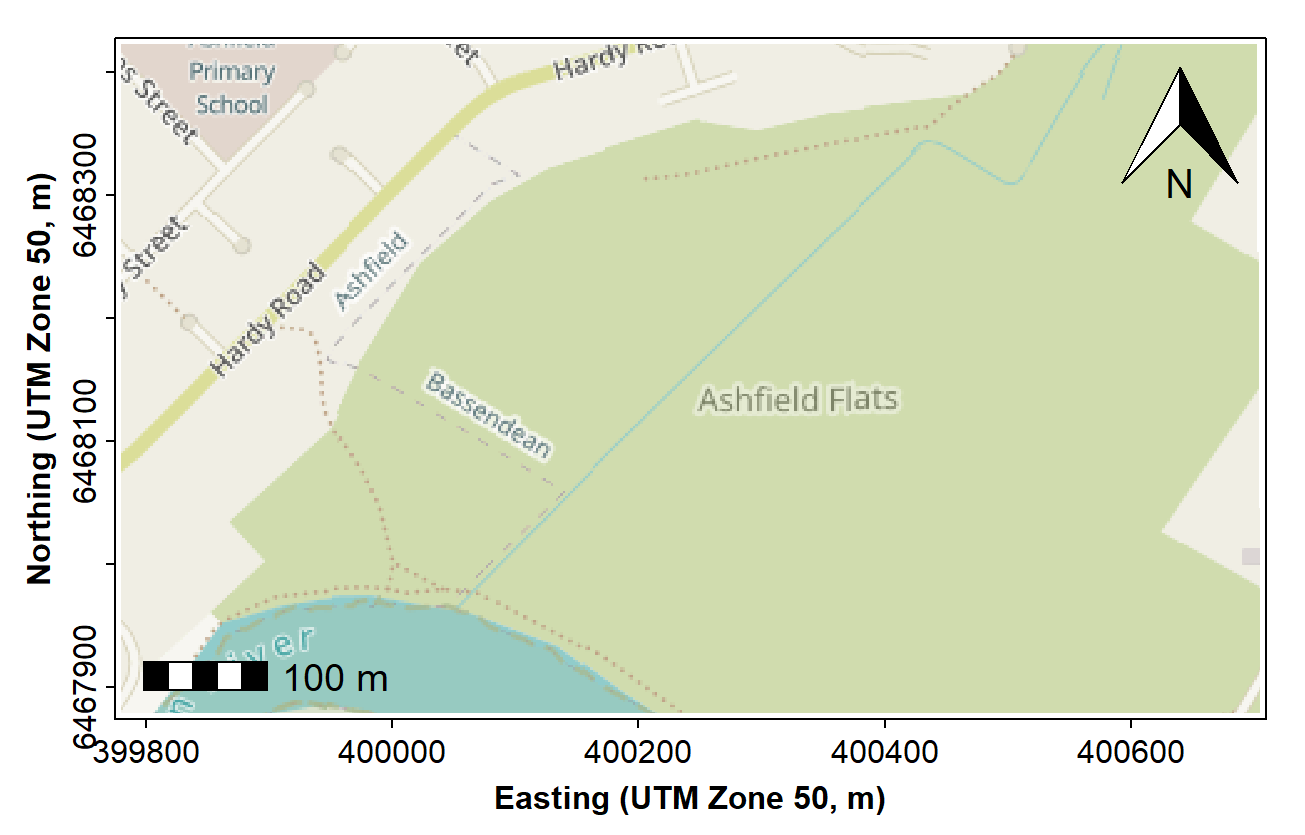 Primary
School
Hardy
Street
Street
Ashfield
Hardy Road
Bassendean
Ashfield Flats
N
100 m
6468300
6468100
6467900
Northing (UTM Zone 50, m)
399800
400000
400200
400400
400600
Easting (UTM Zone 50, m)